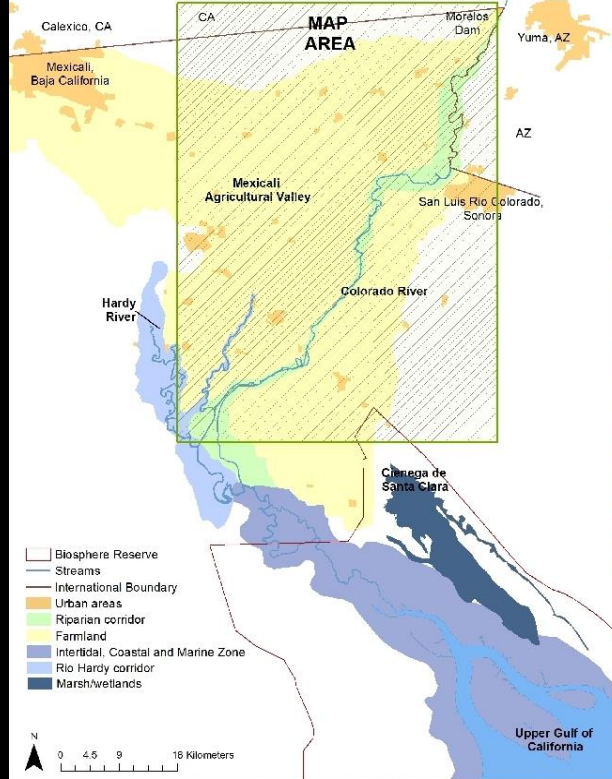 CA
MAP
AREA
Morelos
Dam
Calexico, CA
Yuma, AZ
Mexicali,
Baja California
AZ
Mexicali
Agricultural Valley
San Luis Rio Colorado,
Sonora
Colorado River
Hardy
River
Cienega de
Santa Clara
Biosphere Reserve
Streams
International Boundary
Urban areas
Riparian corridor
Farmland
Intertidal, Coastal and Marine Zone
Rio Hardy corridor
Marsh/wetlands
Upper Gulf of
California
N
0 4.5 9 18 Kilometers